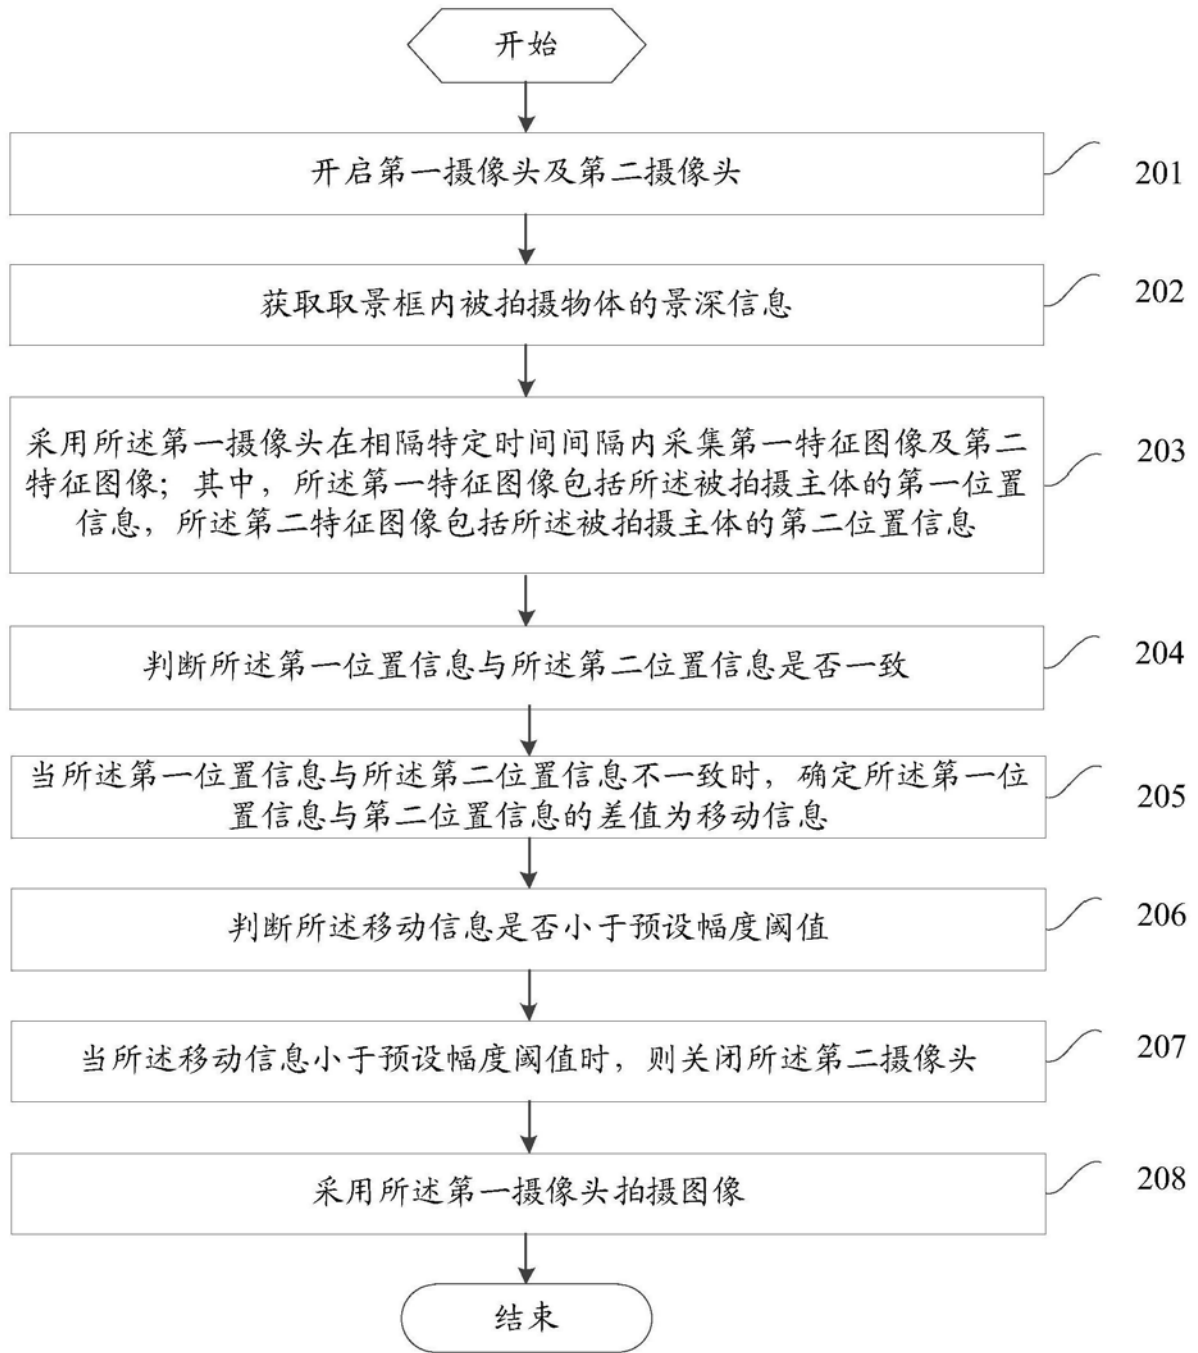 开始
开启第一摄像头及第二摄像头
201
获取取景框内被拍摄物体的景深信息
202
采用所述第一摄像头在相隔特定时间间隔内采集第一特征图像及第二
特征图像；其中，所述第一特征图像包括所述被拍摄主体的第一位置
信息，所述第二特征图像包括所述被拍摄主体的第二位置信息
203
判断所述第一位置信息与所述第二位置信息是否一致
204
当所述第一位置信息与所述第二位置信息不一致时，确定所述第一位
置信息与第二位置信息的差值为移动信息
205
判断所述移动信息是否小于预设幅度阈值
206
当所述移动信息小于预设幅度阈值时，则关闭所述第二摄像头
207
采用所述第一摄像头拍摄图像
208
结束